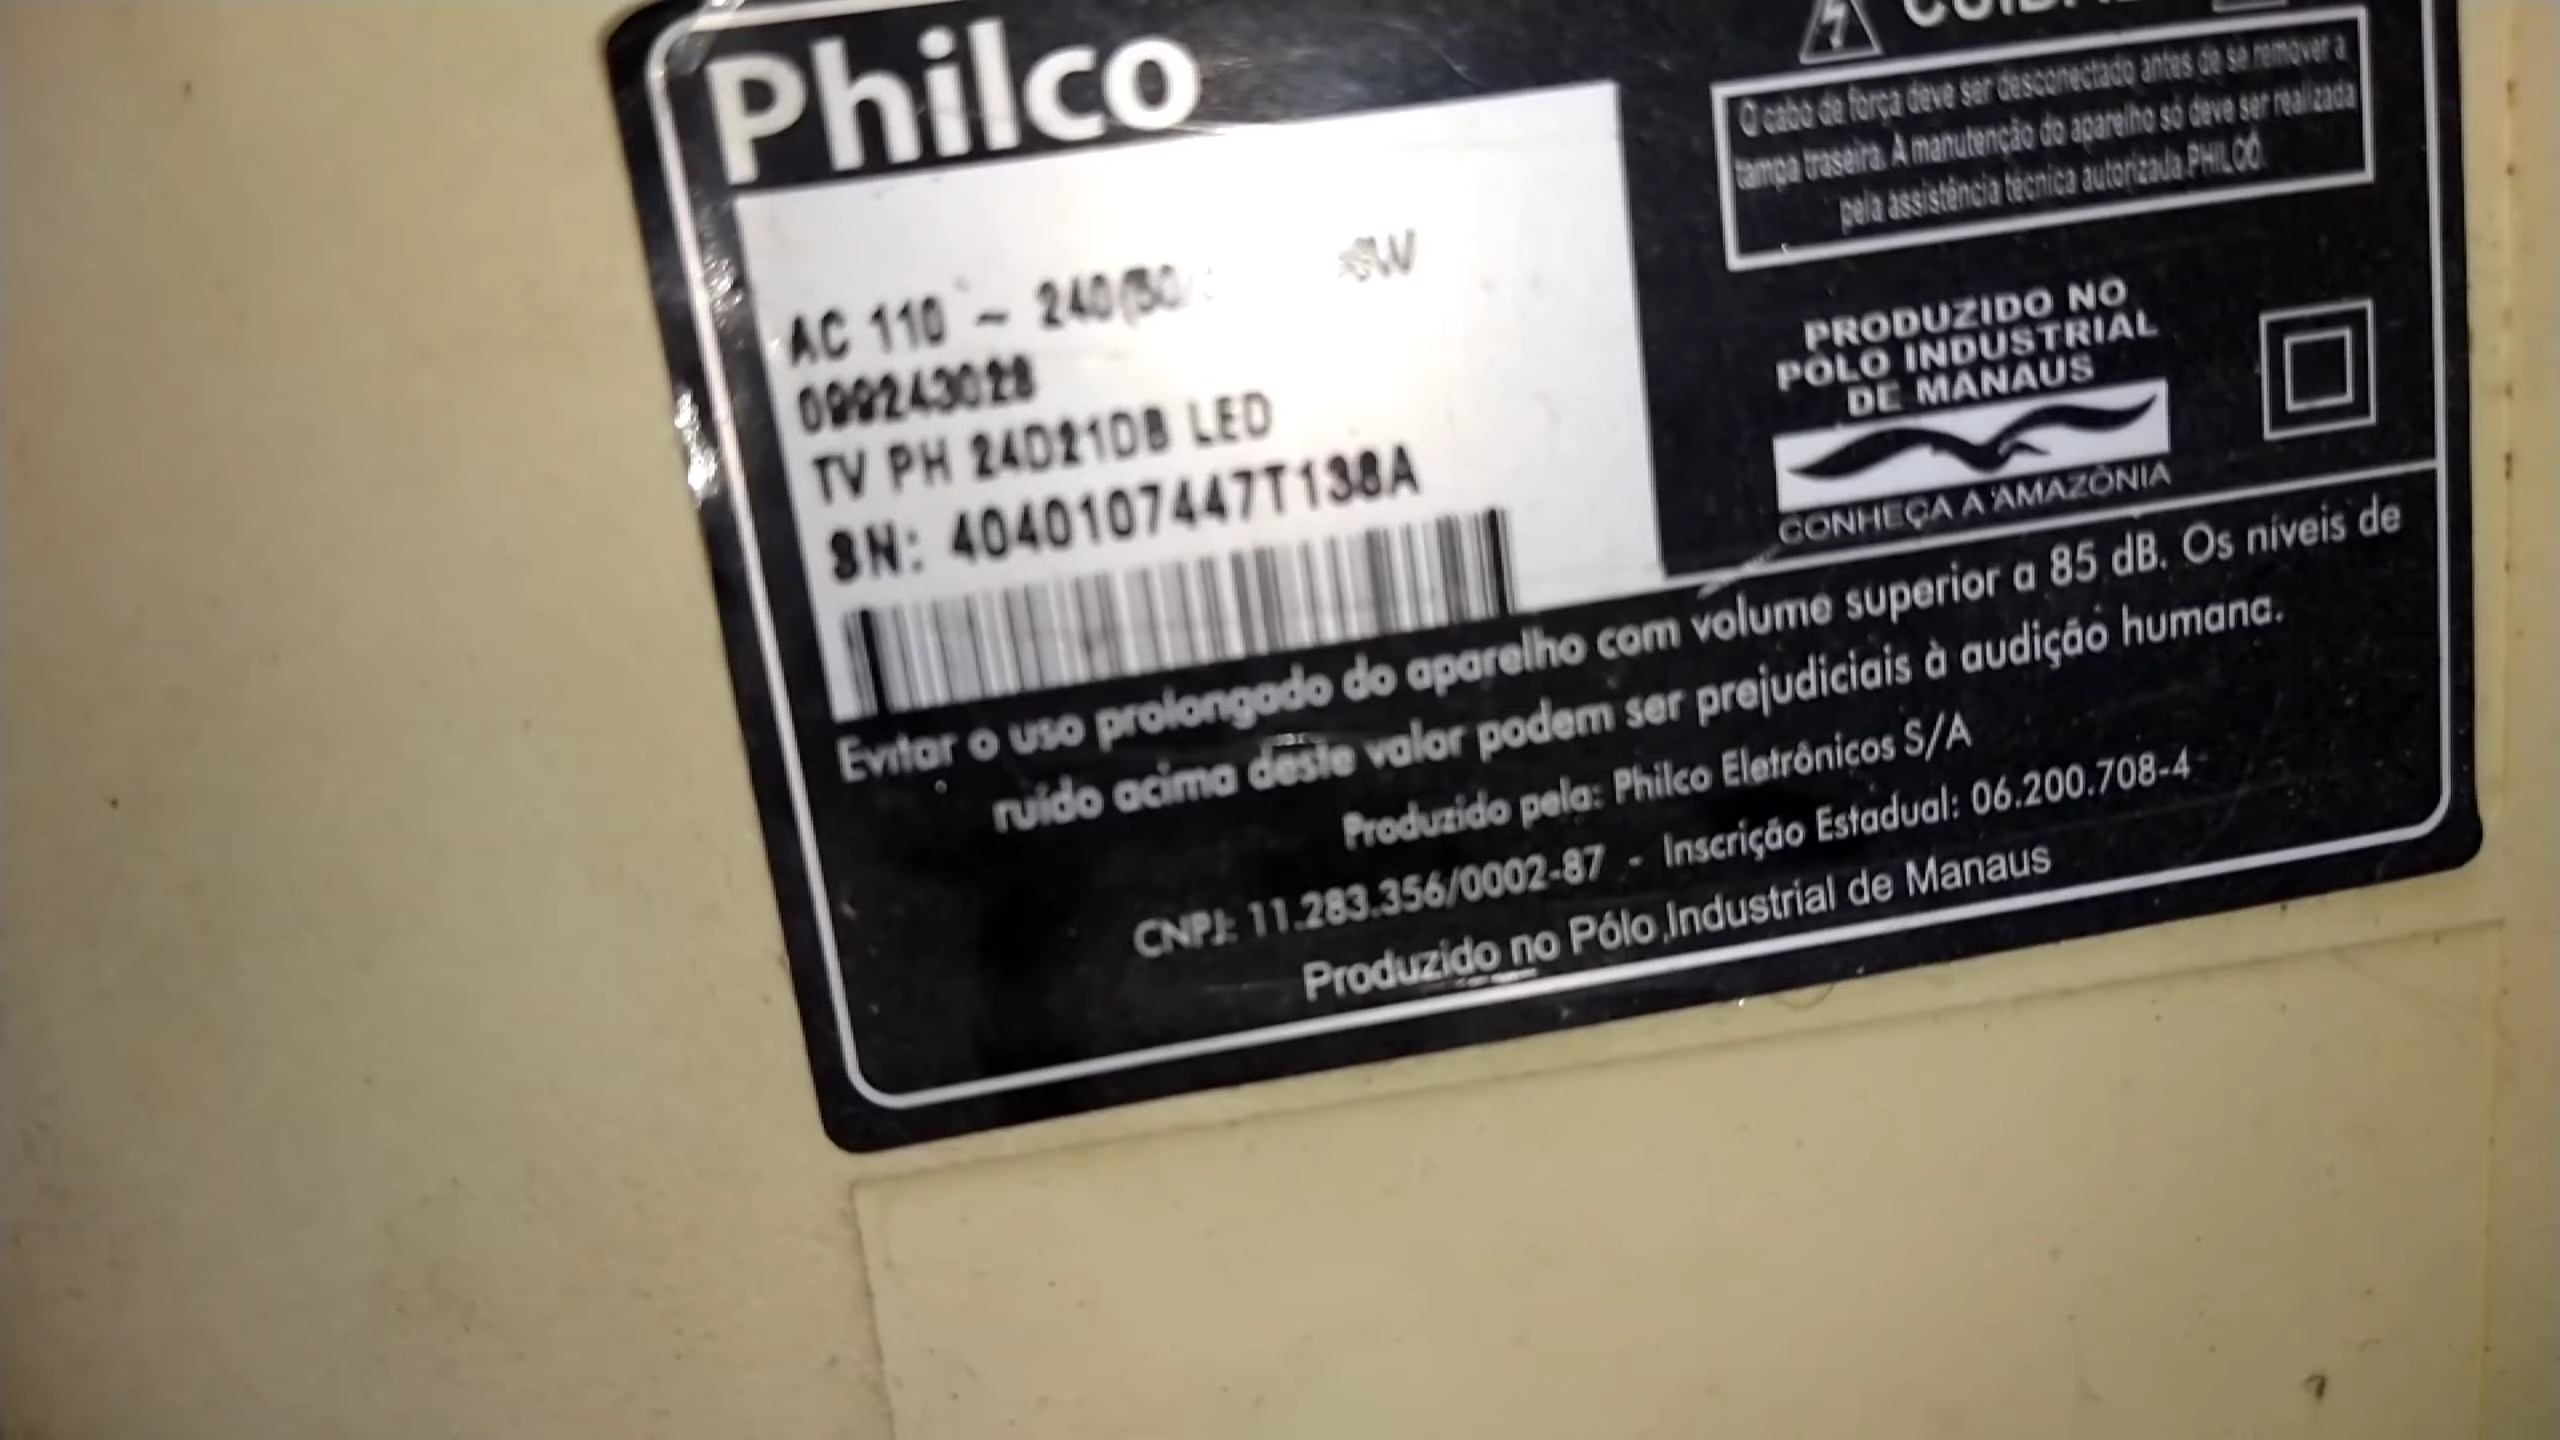 Philco
AC 110 ~ 240(50/
099243028
TV PH 24D21DB LED
SN: 4040107447T138A
O cabo de força deve ser desconectado antes de se remover a
tampa traseira. A manutenção do aparelho só deve ser realizada
pela assistência técnica autorizada PHILCO.
PRODUZIDO NO
PÓLO INDUSTRIAL
DE MANAUS
CONHEÇA A AMAZÔNIA
Evitar o uso prolongado do aparelho com volume superior a 85 dB. Os níveis de
ruído acima deste valor podem ser prejudiciais à audição humana.
Produzido pela: Philco Eletrônicos S/A
CNPJ: 11.283.356/0002-87 - Inscrição Estadual: 06.200.708-4
Produzido no Pólo Industrial de Manaus